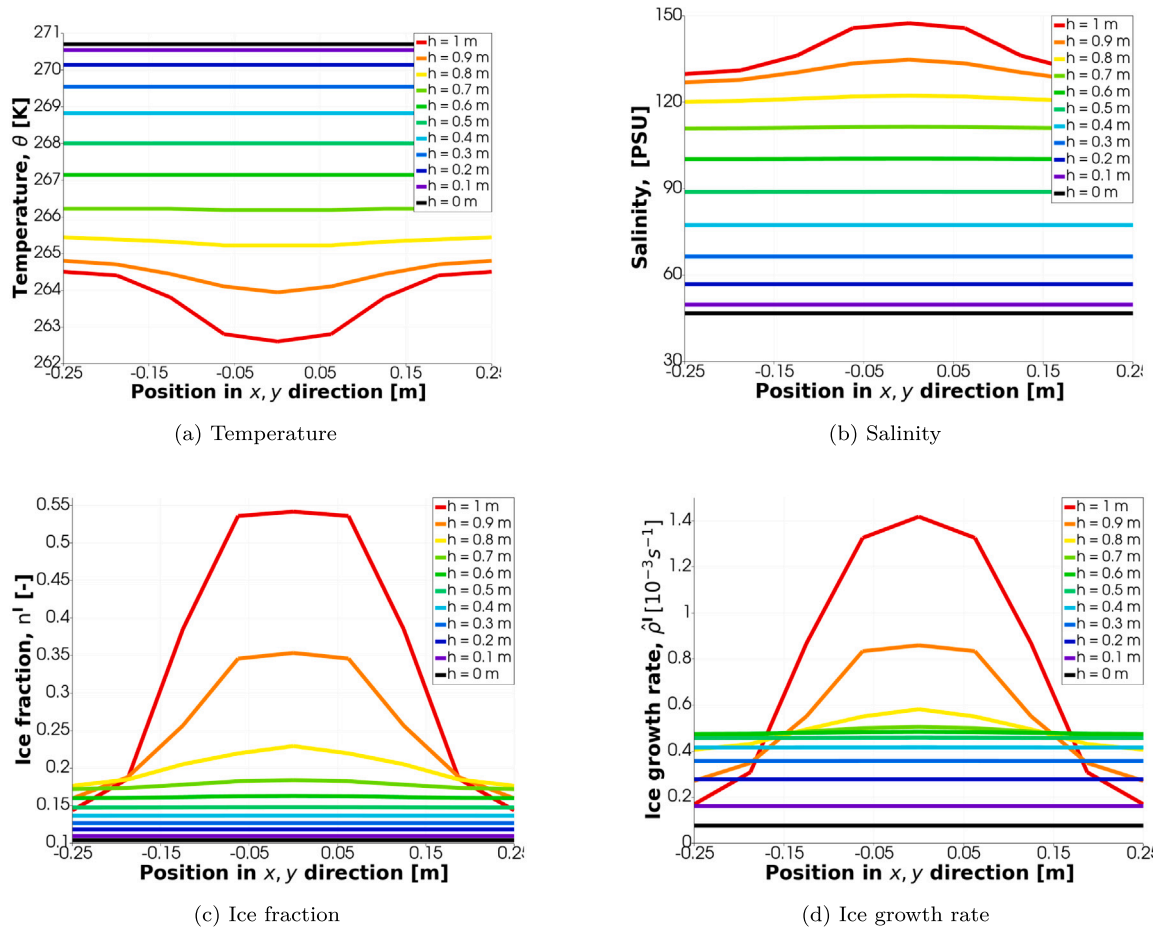 271
270
269
268
267
266
265
264
263
262
Temperature, θ [K]
h = 1 m
h = 0.9 m
h = 0.8 m
h = 0.7 m
h = 0.6 m
h = 0.5 m
h = 0.4 m
h = 0.3 m
h = 0.2 m
h = 0.1 m
h = 0 m
-0.25 -0.15 -0.05 0.05 0.15 0.25
Position in x, y direction [m]
(a) Temperature
150
120
90
60
30
Salinity, [PSU]
h = 1 m
h = 0.9 m
h = 0.8 m
h = 0.7 m
h = 0.6 m
h = 0.5 m
h = 0.4 m
h = 0.3 m
h = 0.2 m
h = 0.1 m
h = 0 m
-0.25 -0.15 -0.05 0.05 0.15 0.25
Position in x, y direction [m]
(b) Salinity
0.55
0.5
0.45
0.4
0.35
0.3
0.25
0.2
0.15
0.1
Ice fraction, nᴵ [-]
h = 1 m
h = 0.9 m
h = 0.8 m
h = 0.7 m
h = 0.6 m
h = 0.5 m
h = 0.4 m
h = 0.3 m
h = 0.2 m
h = 0.1 m
h = 0 m
-0.25 -0.15 -0.05 0.05 0.15 0.25
Position in x, y direction [m]
(c) Ice fraction
1.4
1.2
1
0.8
0.6
0.4
0.2
0
Ice growth rate, ρ̂ᴵ [10⁻³s⁻¹]
h = 1 m
h = 0.9 m
h = 0.8 m
h = 0.7 m
h = 0.6 m
h = 0.5 m
h = 0.4 m
h = 0.3 m
h = 0.2 m
h = 0.1 m
h = 0 m
-0.25 -0.15 -0.05 0.05 0.15 0.25
Position in x, y direction [m]
(d) Ice growth rate